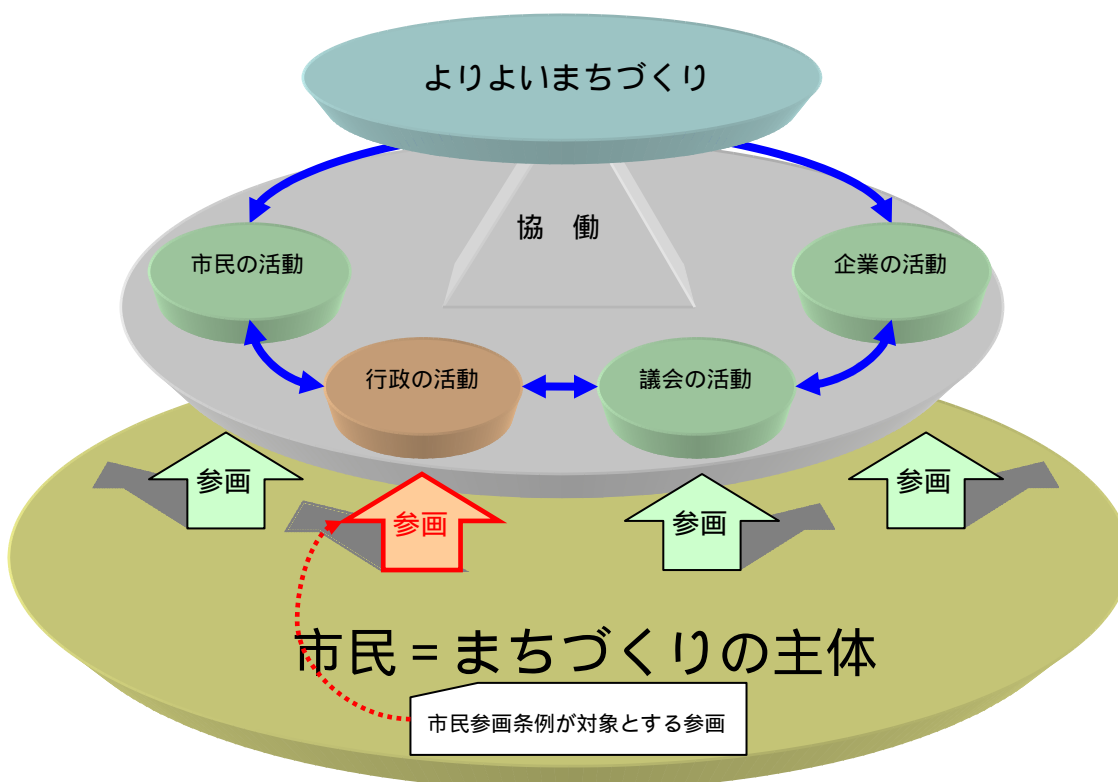 よりよいまちづくり
協　働
市民の活動
企業の活動
行政の活動
議会の活動
参画
参画
参画
参画
市民＝まちづくりの主体
市民参画条例が対象とする参画